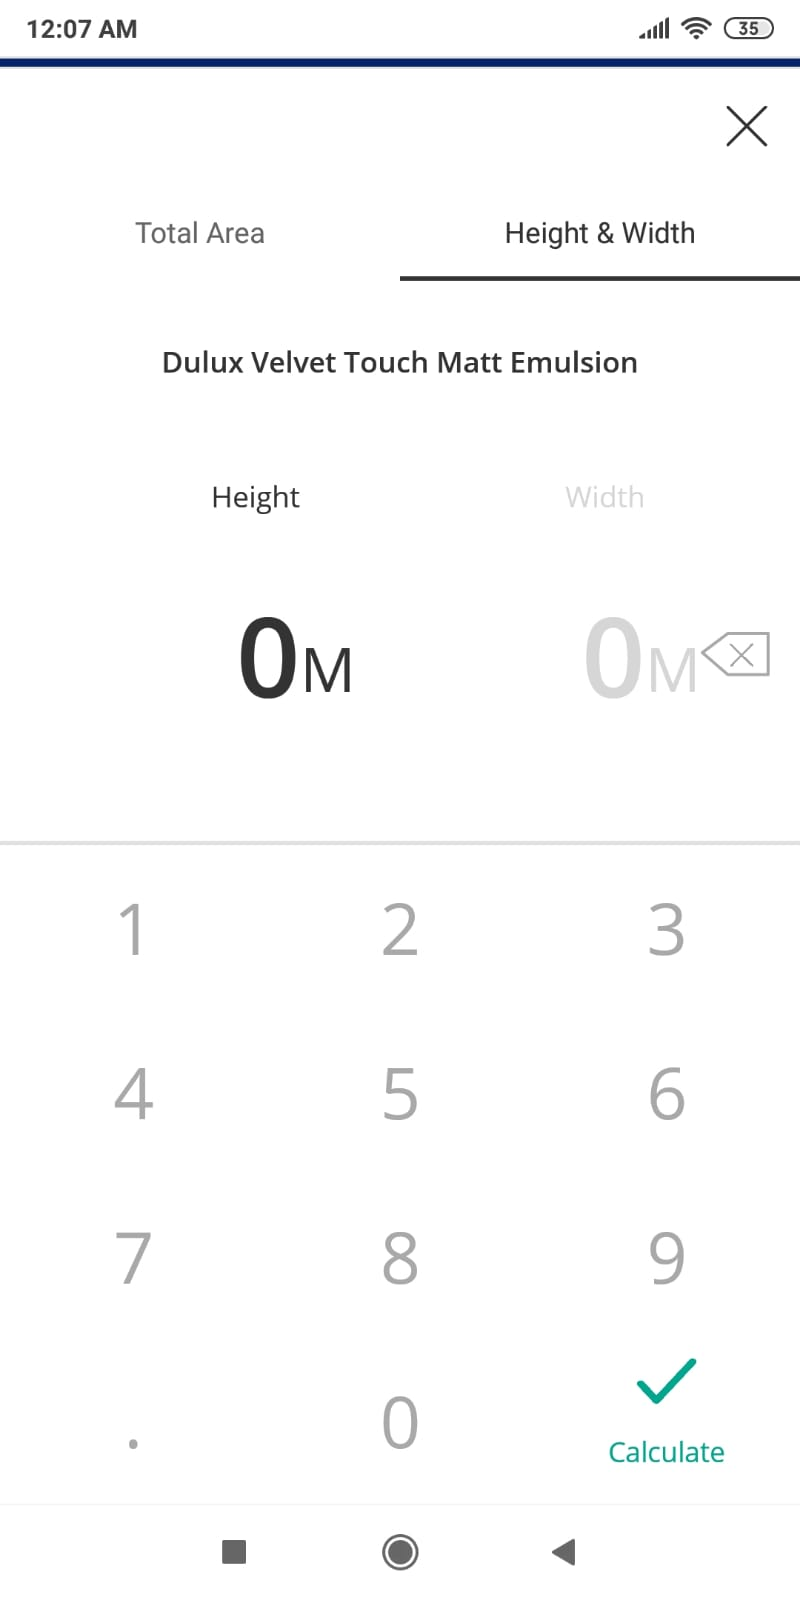 12:07 AM 35
Total Area Height & Width
Dulux Velvet Touch Matt Emulsion
Height Width
0M 0M
1 2 3
4 5 6
7 8 9
. 0
Calculate